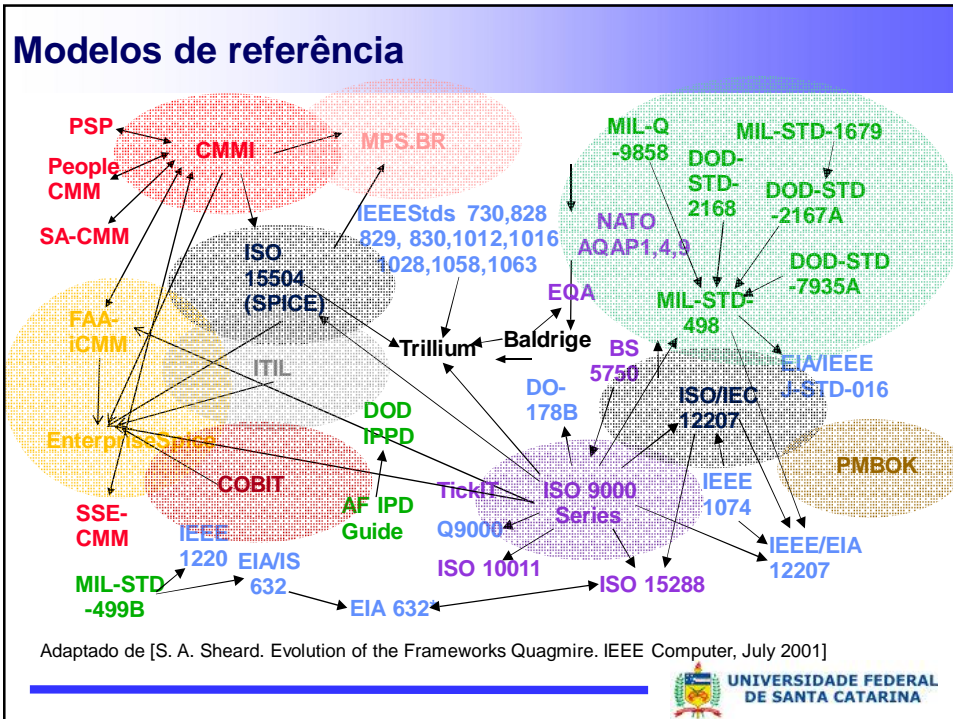 Modelos de referência
PSP
CMMI
MPS.BR
People
CMM
SA-CMM
MIL-Q
-9858
MIL-STD-1679
DOD-
STD-
2168
DOD-STD
-2167A
NATO
AQAP1,4,9
DOD-STD
-7935A
MIL-STD-
498
IEEEStds 730,828
829, 830,1012,1016
1028,1058,1063
ISO
15504
(SPICE)
EQA
FAA-
iCMM
ITIL
Trillium
Baldrige
BS
5750
EIA/IEEE
J-STD-016
DO-
178B
ISO/IEC
12207
DOD
IPPD
EnterpriseSpice
COBIT
PMBOK
SSE-
CMM
AF IPD
Guide
TickIT
ISO 9000
Series
Q9000
ISO 10011
IEEE
1074
IEEE
1220
EIA/IS
632
IEEE/EIA
12207
MIL-STD
-499B
EIA 632*
ISO 15288
Adaptado de [S. A. Sheard. Evolution of the Frameworks Quagmire. IEEE Computer, July 2001]
UNIVERSIDADE FEDERAL
DE SANTA CATARINA